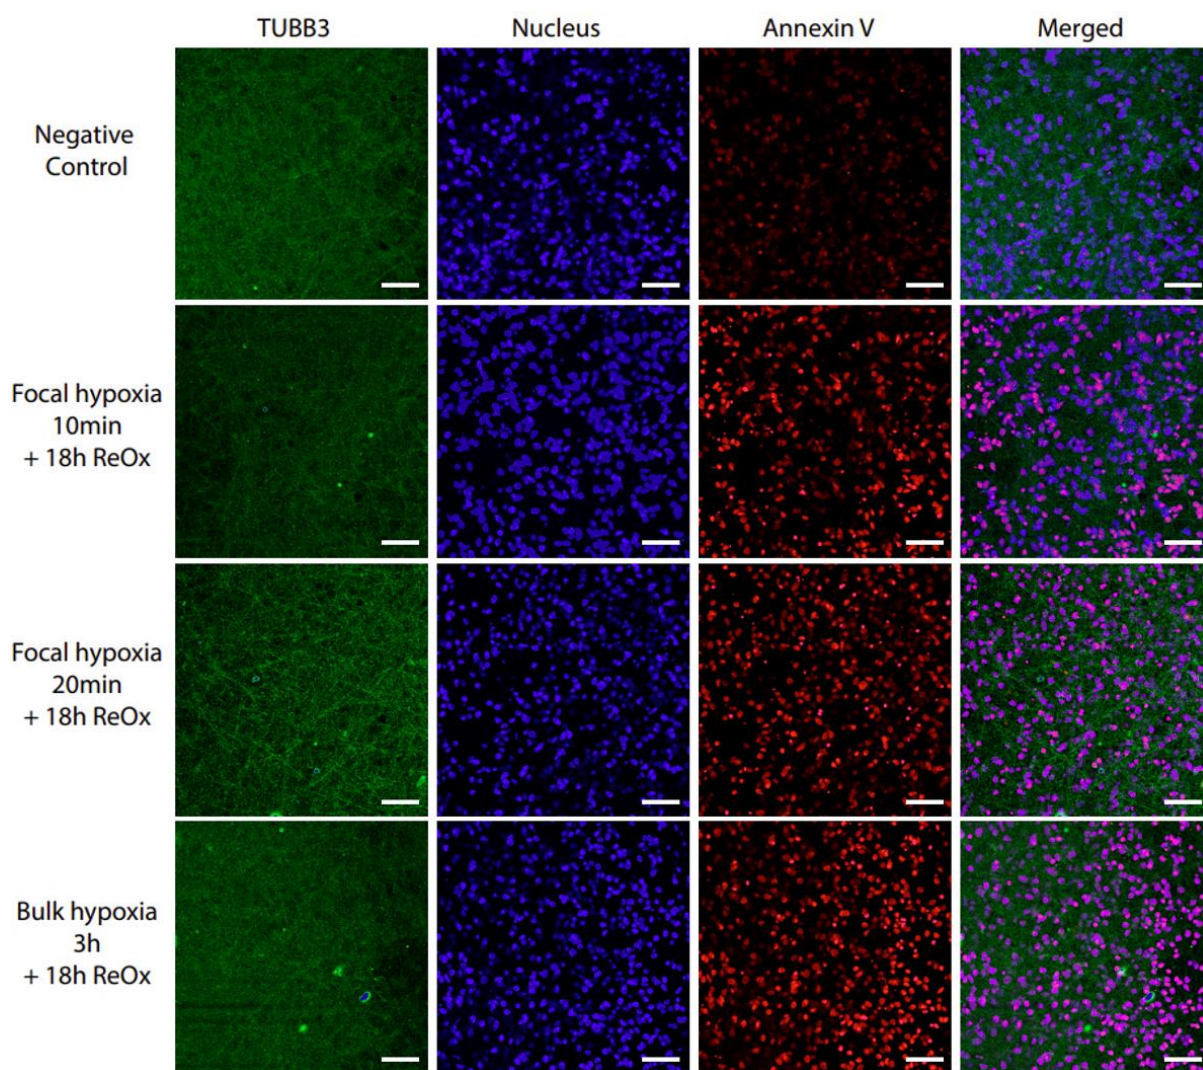 TUBB3 Nucleus Annexin V Merged
Negative
Control
Focal hypoxia
10min
+ 18h ReOx
Focal hypoxia
20min
+ 18h ReOx
Bulk hypoxia
3h
+ 18h ReOx